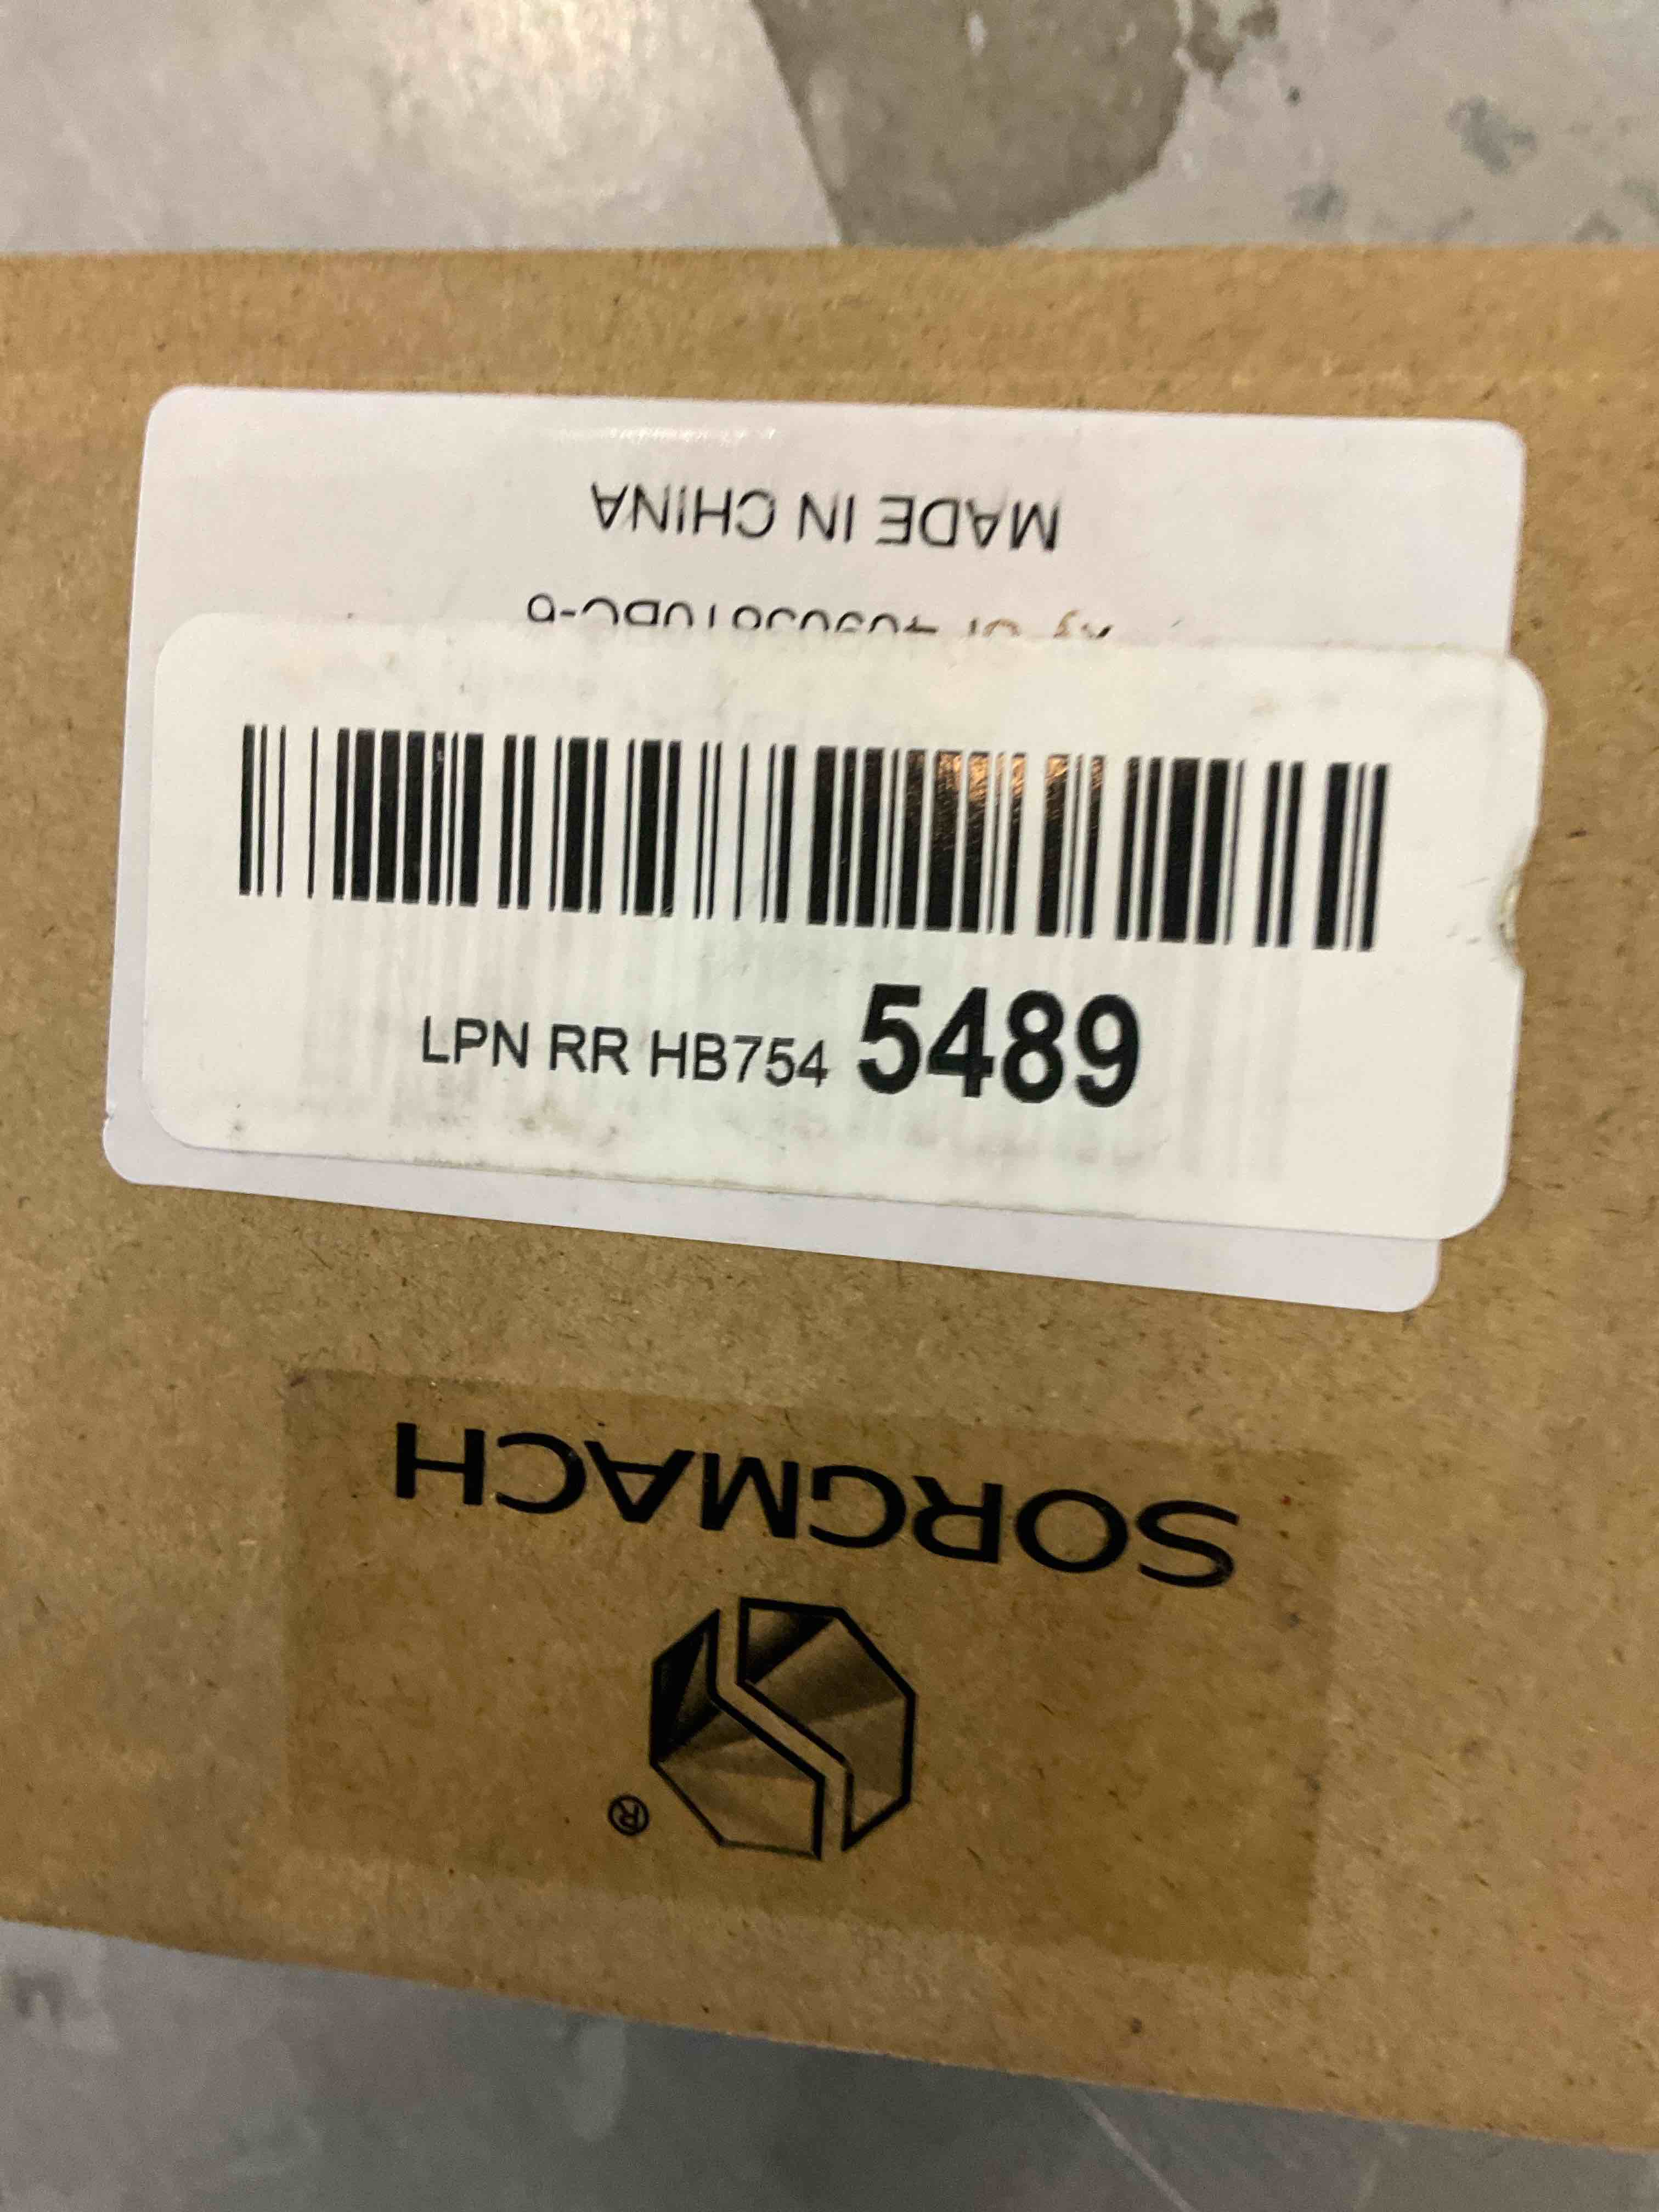 MADE IN CHINA
LPN RR HB754 5489
SORGMACH
®